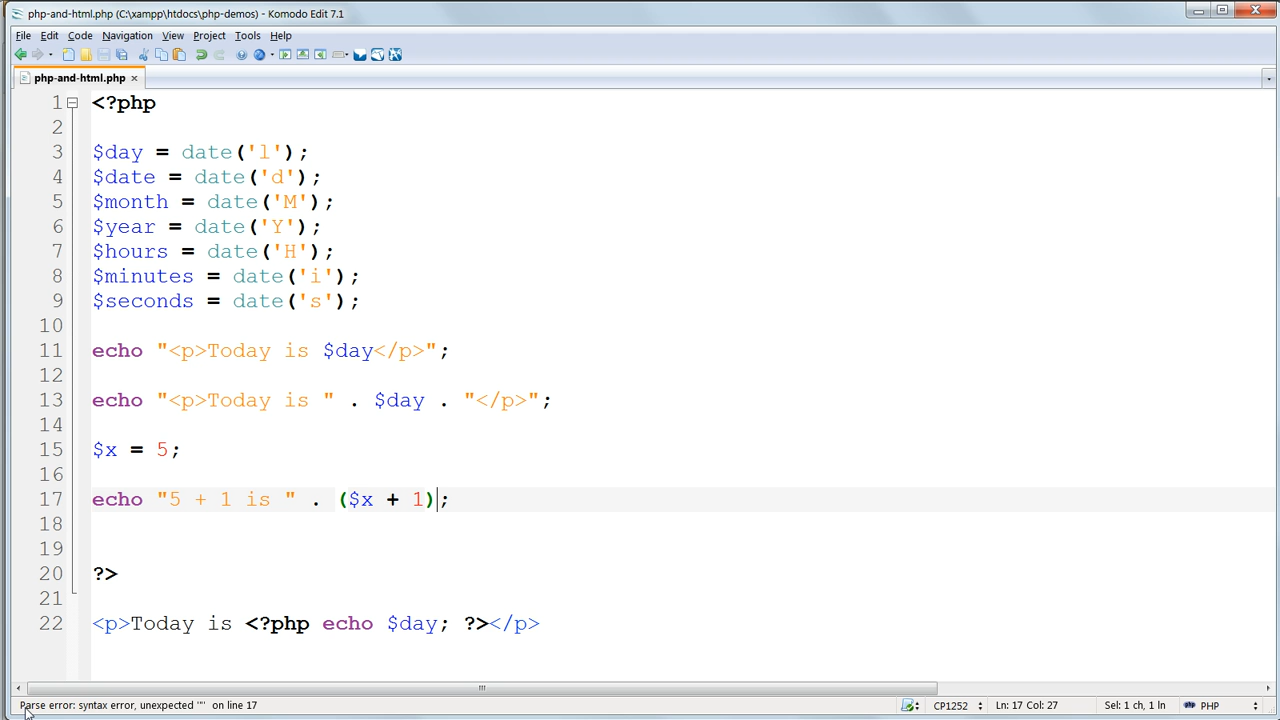 php-and-html.php (C:\xampp\htdocs\php-demos) - Komodo Edit 7.1
File Edit Code Navigation View Project Tools Help
php-and-html.php
1 <?php
2
3 $day = date('l');
4 $date = date('d');
5 $month = date('M');
6 $year = date('Y');
7 $hours = date('H');
8 $minutes = date('i');
9 $seconds = date('s');
10
11 echo "<p>Today is $day</p>";
12
13 echo "<p>Today is " . $day . "</p>";
14
15 $x = 5;
16
17 echo "5 + 1 is " . ($x + 1);
18
19
20 ?>
21
22 <p>Today is <?php echo $day; ?></p>
Parse error: syntax error, unexpected '"' on line 17 CP1252 Ln: 17 Col: 27 Sel: 1 ch, 1 ln PHP